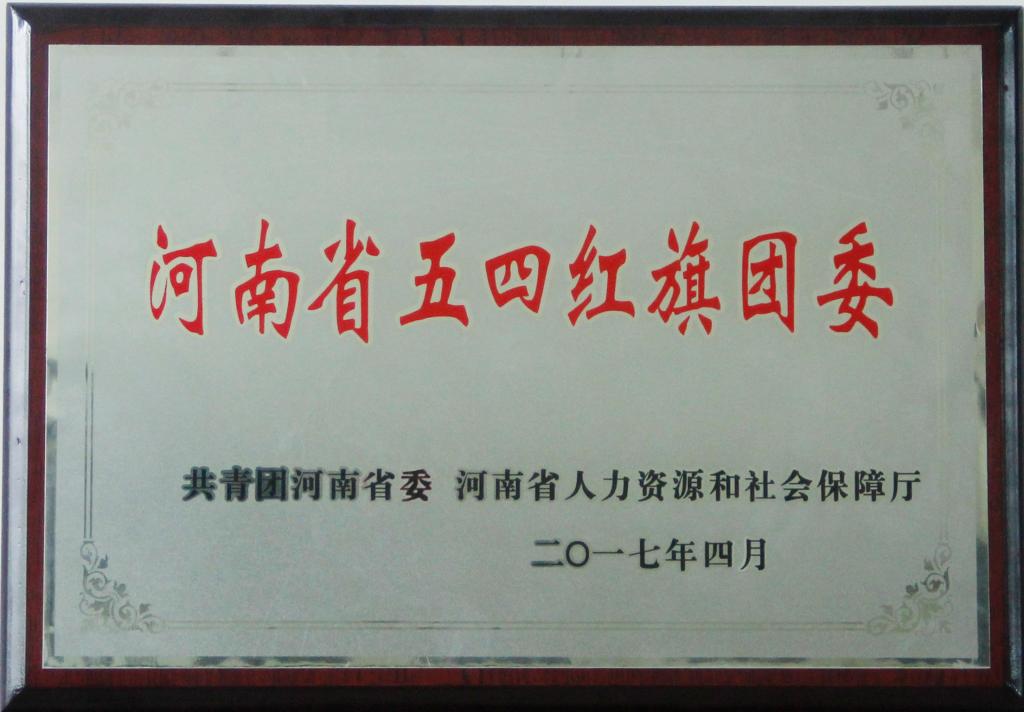 河南省五四红旗团委
共青团河南省委 河南省人力资源和社会保障厅
二〇一七年四月